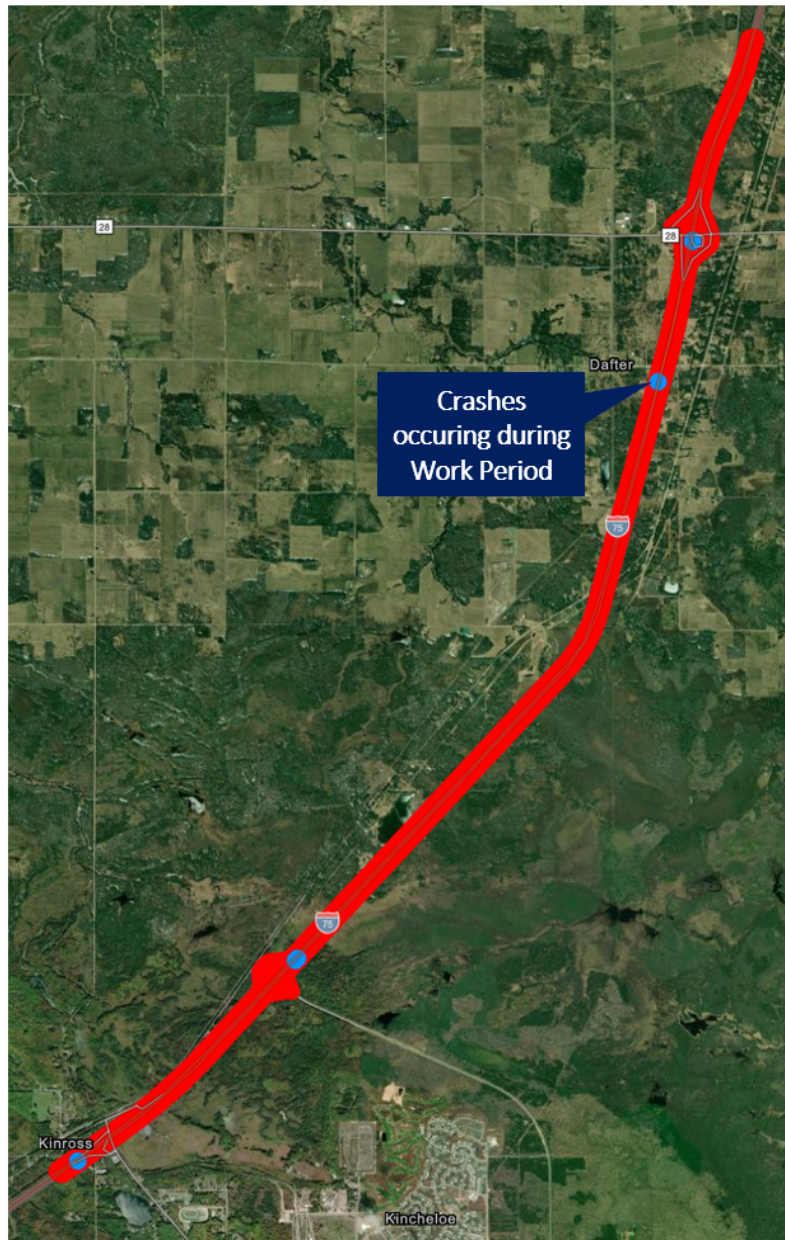 28
28
Dafter
Crashes
occuring during
Work Period
75
75
Kinross
Kincheloe